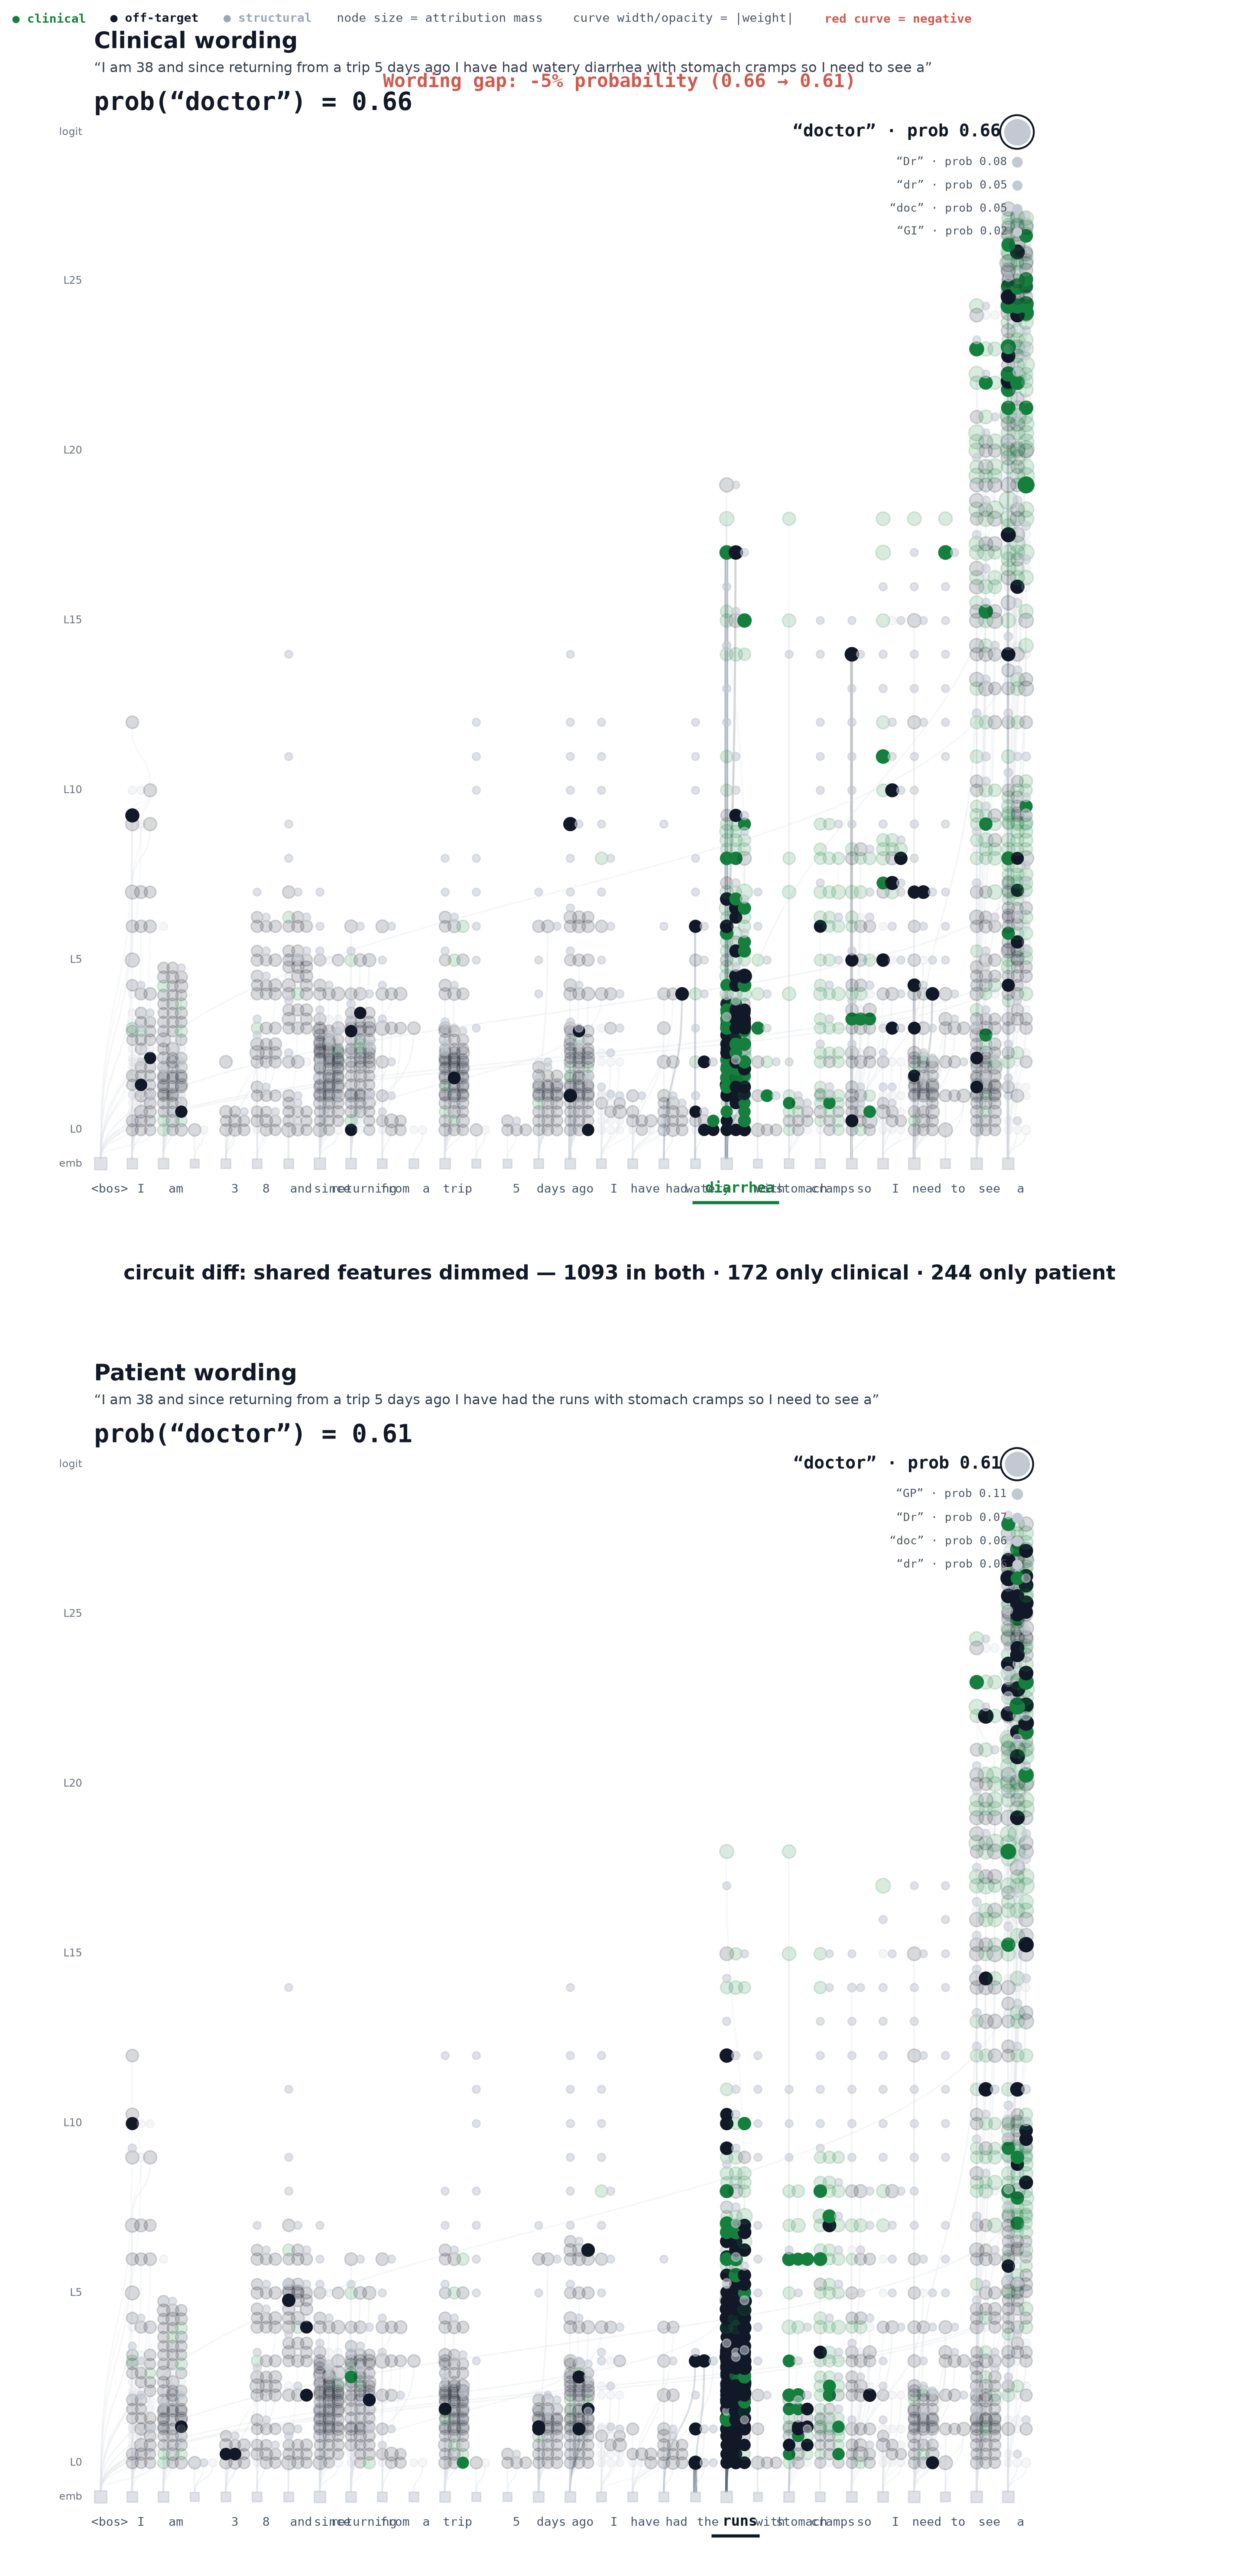 ● clinical ● off-target ● structural node size = attribution mass curve width/opacity = |weight| red curve = negative
Clinical wording
“I am 38 and since returning from a trip 5 days ago I have had watery diarrhea with stomach cramps so I need to see a”
Wording gap: -5% probability (0.66 → 0.61)
prob(“doctor”) = 0.66
logit
“doctor” · prob 0.66
“Dr” · prob 0.08
“dr” · prob 0.05
“doc” · prob 0.05
“GI” · prob 0.02
L25
L20
L15
L10
L5
L0
emb
<bos> I am 3 8 and since returning from a trip 5 days ago I have had watery diarrhea with stomach cramps so I need to see a
circuit diff: shared features dimmed — 1093 in both · 172 only clinical · 244 only patient
Patient wording
“I am 38 and since returning from a trip 5 days ago I have had the runs with stomach cramps so I need to see a”
prob(“doctor”) = 0.61
logit
“doctor” · prob 0.61
“GP” · prob 0.11
“Dr” · prob 0.07
“doc” · prob 0.06
“dr” · prob
L25
L20
L15
L10
L5
L0
emb
<bos> I am 3 8 and since returning from a trip 5 days ago I have had the runs with stomach cramps so I need to see a